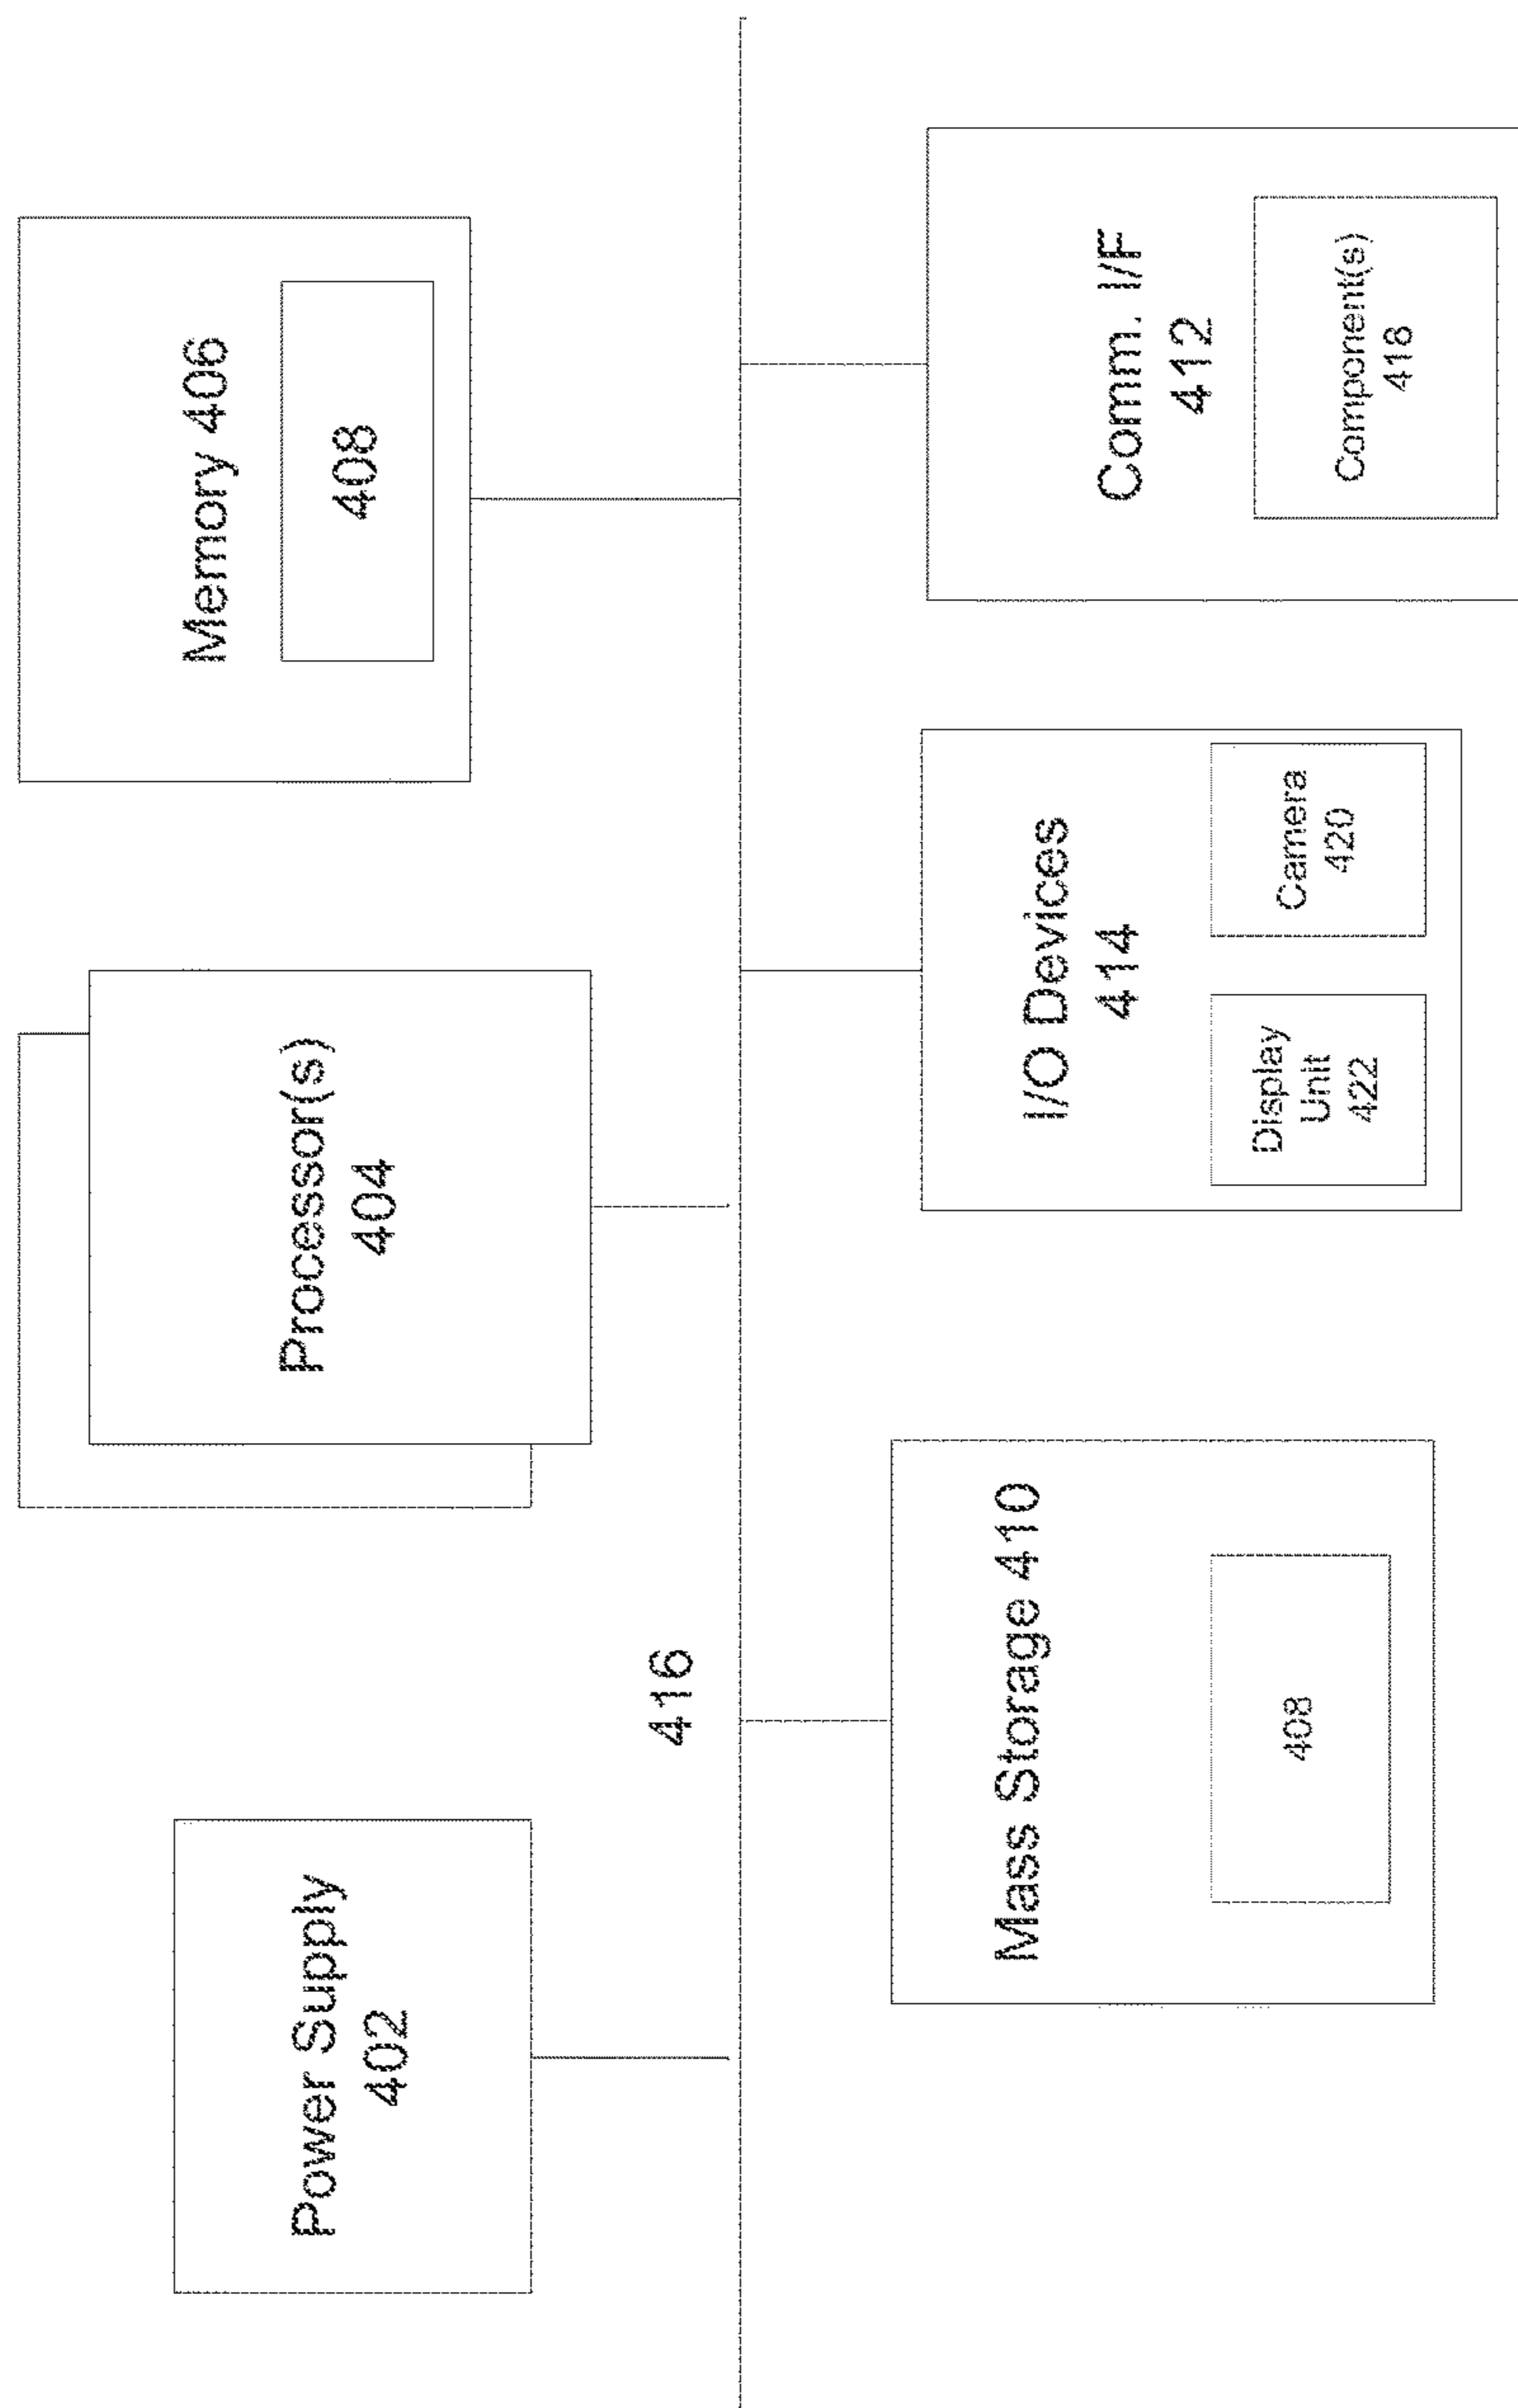 Power Supply
402
Processor(s)
404
Memory 406
408
416
Mass Storage 410
408
I/O Devices
414
Display
Unit
422
Camera
420
Comm. I/F
412
Component(s)
418